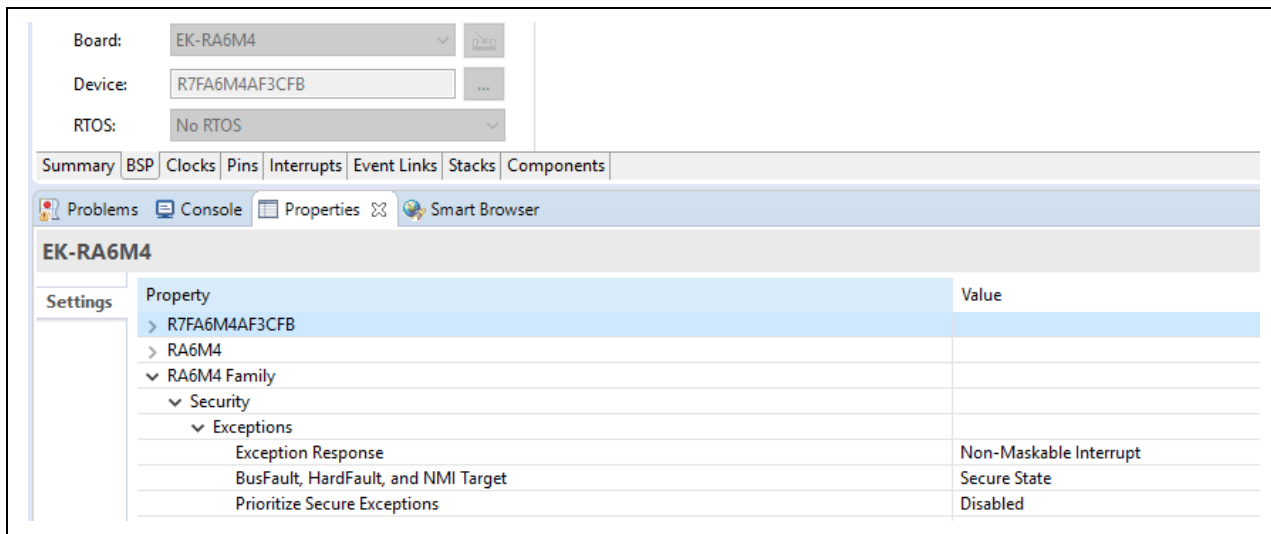 Board: EK-RA6M4
Device: R7FA6M4AF3CFB ...
RTOS: No RTOS
Summary BSP Clocks Pins Interrupts Event Links Stacks Components
Problems Console Properties Smart Browser
EK-RA6M4
Settings Property Value
R7FA6M4AF3CFB
RA6M4
RA6M4 Family
Security
Exceptions
Exception Response Non-Maskable Interrupt
BusFault, HardFault, and NMI Target Secure State
Prioritize Secure Exceptions Disabled